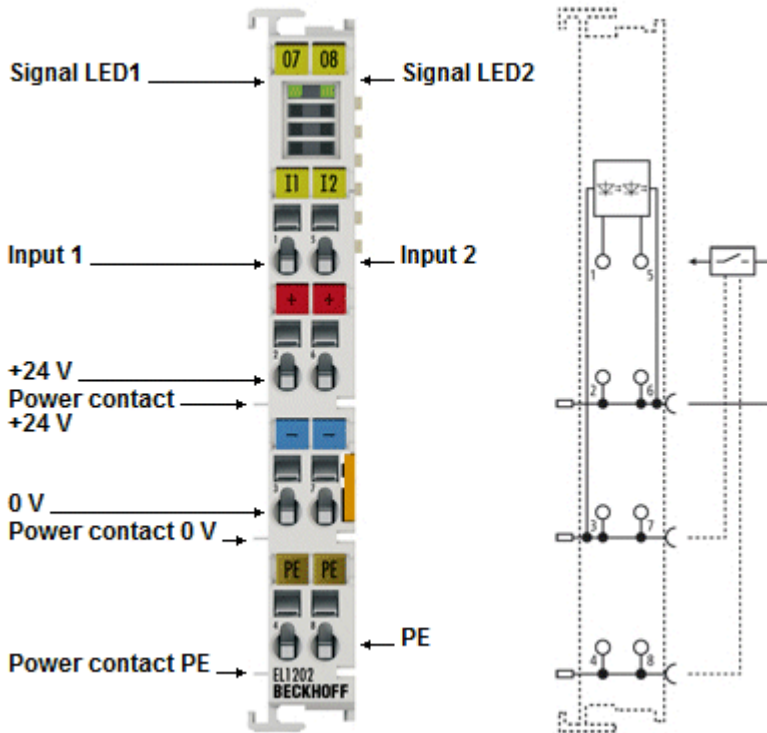 07 08
Signal LED1
Signal LED2
I1 I2
1 5
Input 1
Input 2
1 5
+ +
2 6
+24 V
Power contact
+24 V
2 6
- -
3 7
0 V
Power contact 0 V
3 7
PE PE
4 8
PE
Power contact PE
4 8
EL1202
BECKHOFF